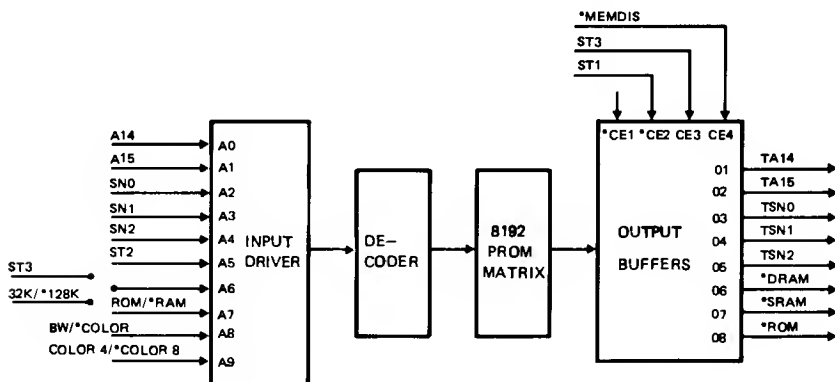 *MEMDIS
ST3
ST1
*CE1 *CE2 CE3 CE4
A14
A15
SN0
SN1
SN2
ST2
ST3
32K/*128K
ROM/*RAM
BW/*COLOR
COLOR 4/*COLOR 8
A0
A1
A2
A3
A4
A5
A6
A7
A8
A9
INPUT
DRIVER
DE-
CODER
8192
PROM
MATRIX
OUTPUT
BUFFERS
01
02
03
04
05
06
07
08
TA14
TA15
TSN0
TSN1
TSN2
*DRAM
*SRAM
*ROM